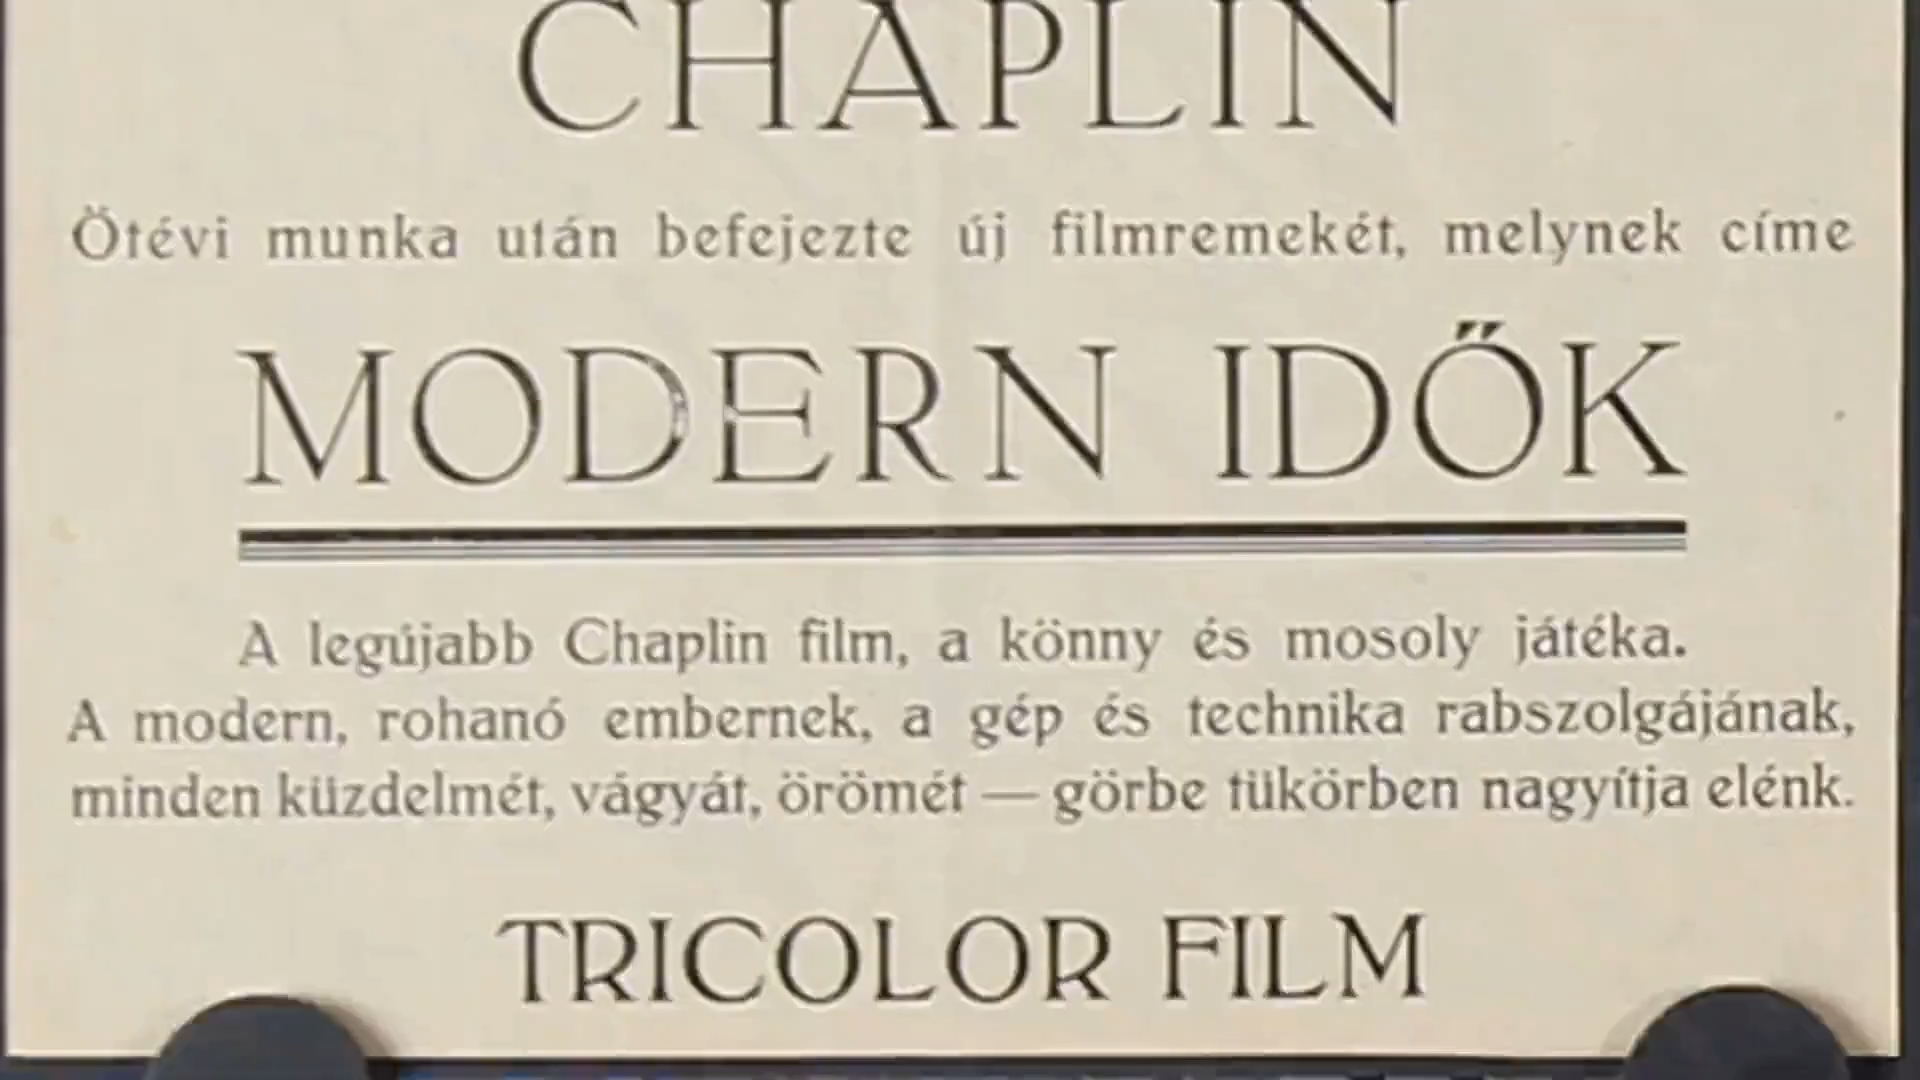 CHAPLIN
Ötévi munka után befejezte új filmremekét, melynek címe
MODERN IDŐK
A legújabb Chaplin film, a könny és mosoly játéka.
A modern, rohanó embernek, a gép és technika rabszolgájának,
minden küzdelmét, vágyát, örömét — görbe tükörben nagyítja elénk.
TRICOLOR FILM